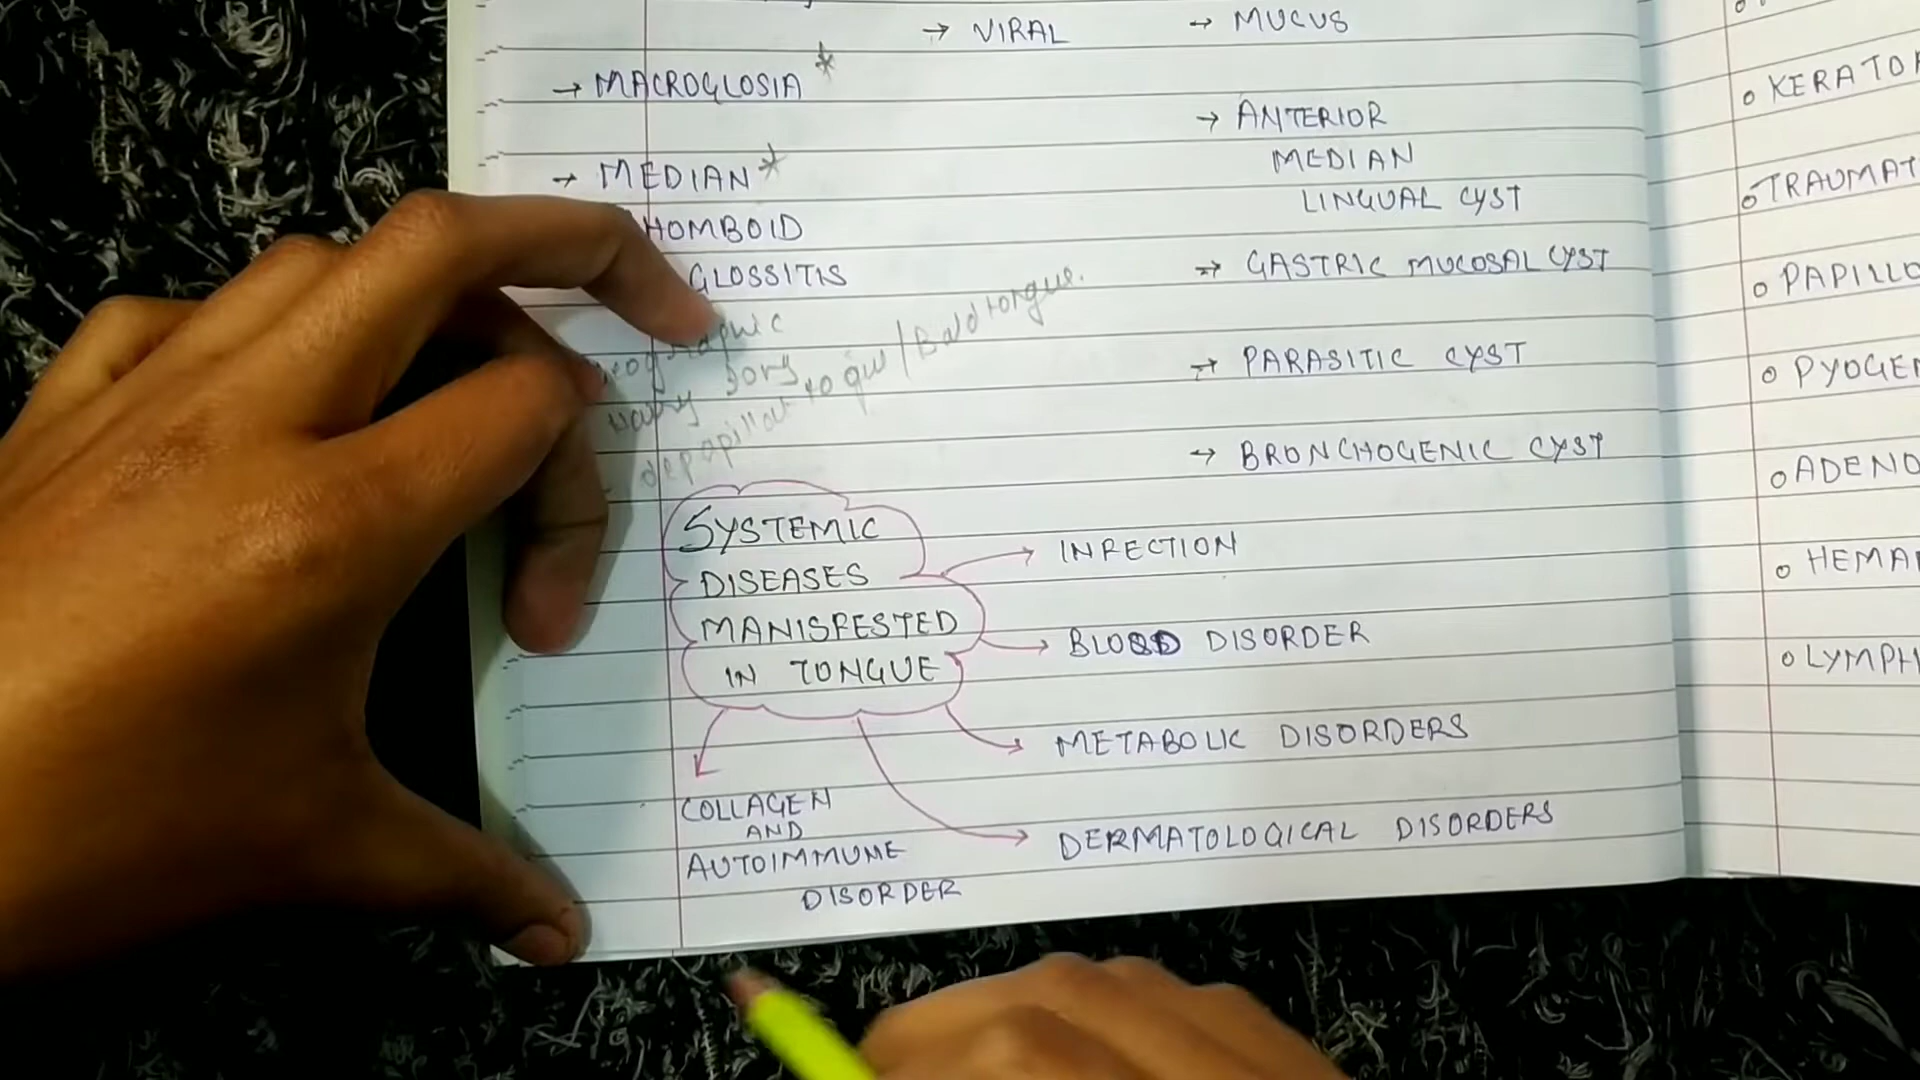 → VIRAL
→ MUCUS
→ MACROGLOSIA *
→ MEDIAN *
HOMBOID
GLOSSITIS
depapillat
/ Bald tongue.
→ ANTERIOR
MEDIAN
LINGUAL CYST
→ GASTRIC MUCOSAL CYST
→ PARASITIC CYST
→ BRONCHOGENIC CYST
SYSTEMIC
DISEASES
MANISFESTED
IN TONGUE
→ INFECTION
→ BLOOD DISORDER
→ METABOLIC DISORDERS
→ DERMATOLOGICAL DISORDERS
COLLAGEN
AND
AUTOIMMUNE
DISORDER
o KERATO
o TRAUMAT
o PAPILLO
o PYOGEN
o ADENO
o HEMA
o LYMPH